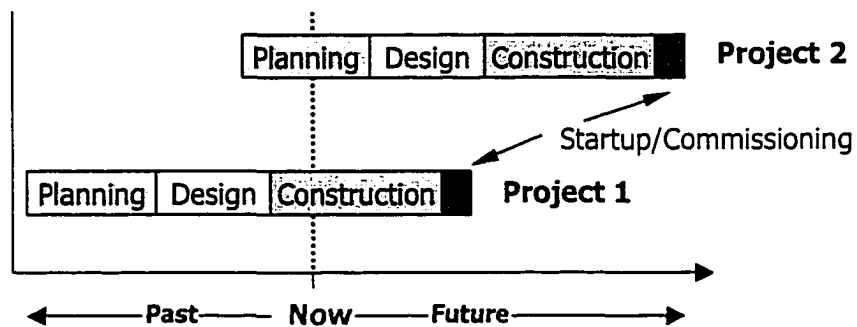 Planning Design Construction Project 2
Startup/Commissioning
Planning Design Construction Project 1
Past Now Future